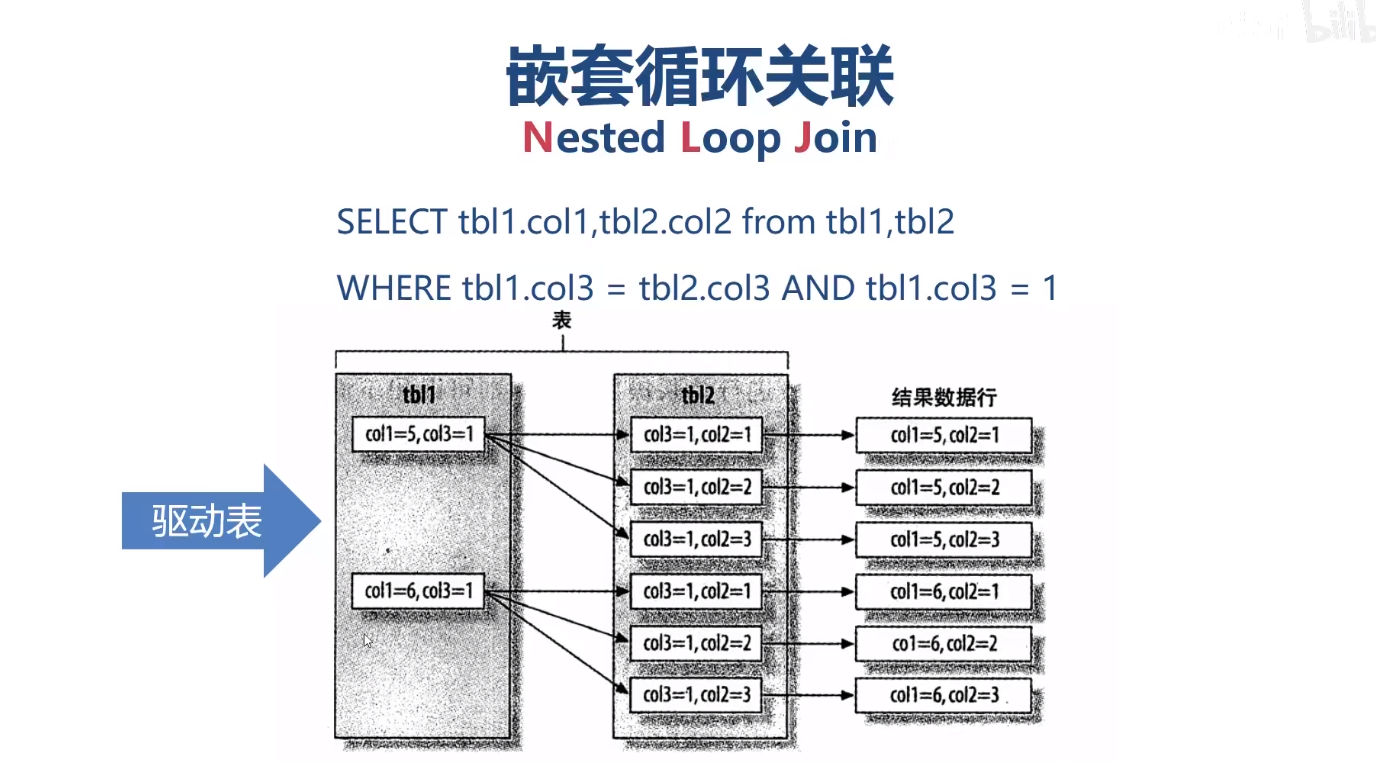 bilib
嵌套循环关联
Nested Loop Join
SELECT tbl1.col1,tbl2.col2 from tbl1,tbl2
WHERE tbl1.col3 = tbl2.col3 AND tbl1.col3 = 1
表
tbl1
tbl2
结果数据行
col1=5,col3=1
col3=1,col2=1
col1=5,col2=1
col3=1,col2=2
col1=5,col2=2
驱动表
col3=1,col2=3
col1=5,col2=3
col1=6,col3=1
col3=1,col2=1
col1=6,col2=1
col3=1,col2=2
co1=6,col2=2
col3=1,col2=3
col1=6,col2=3